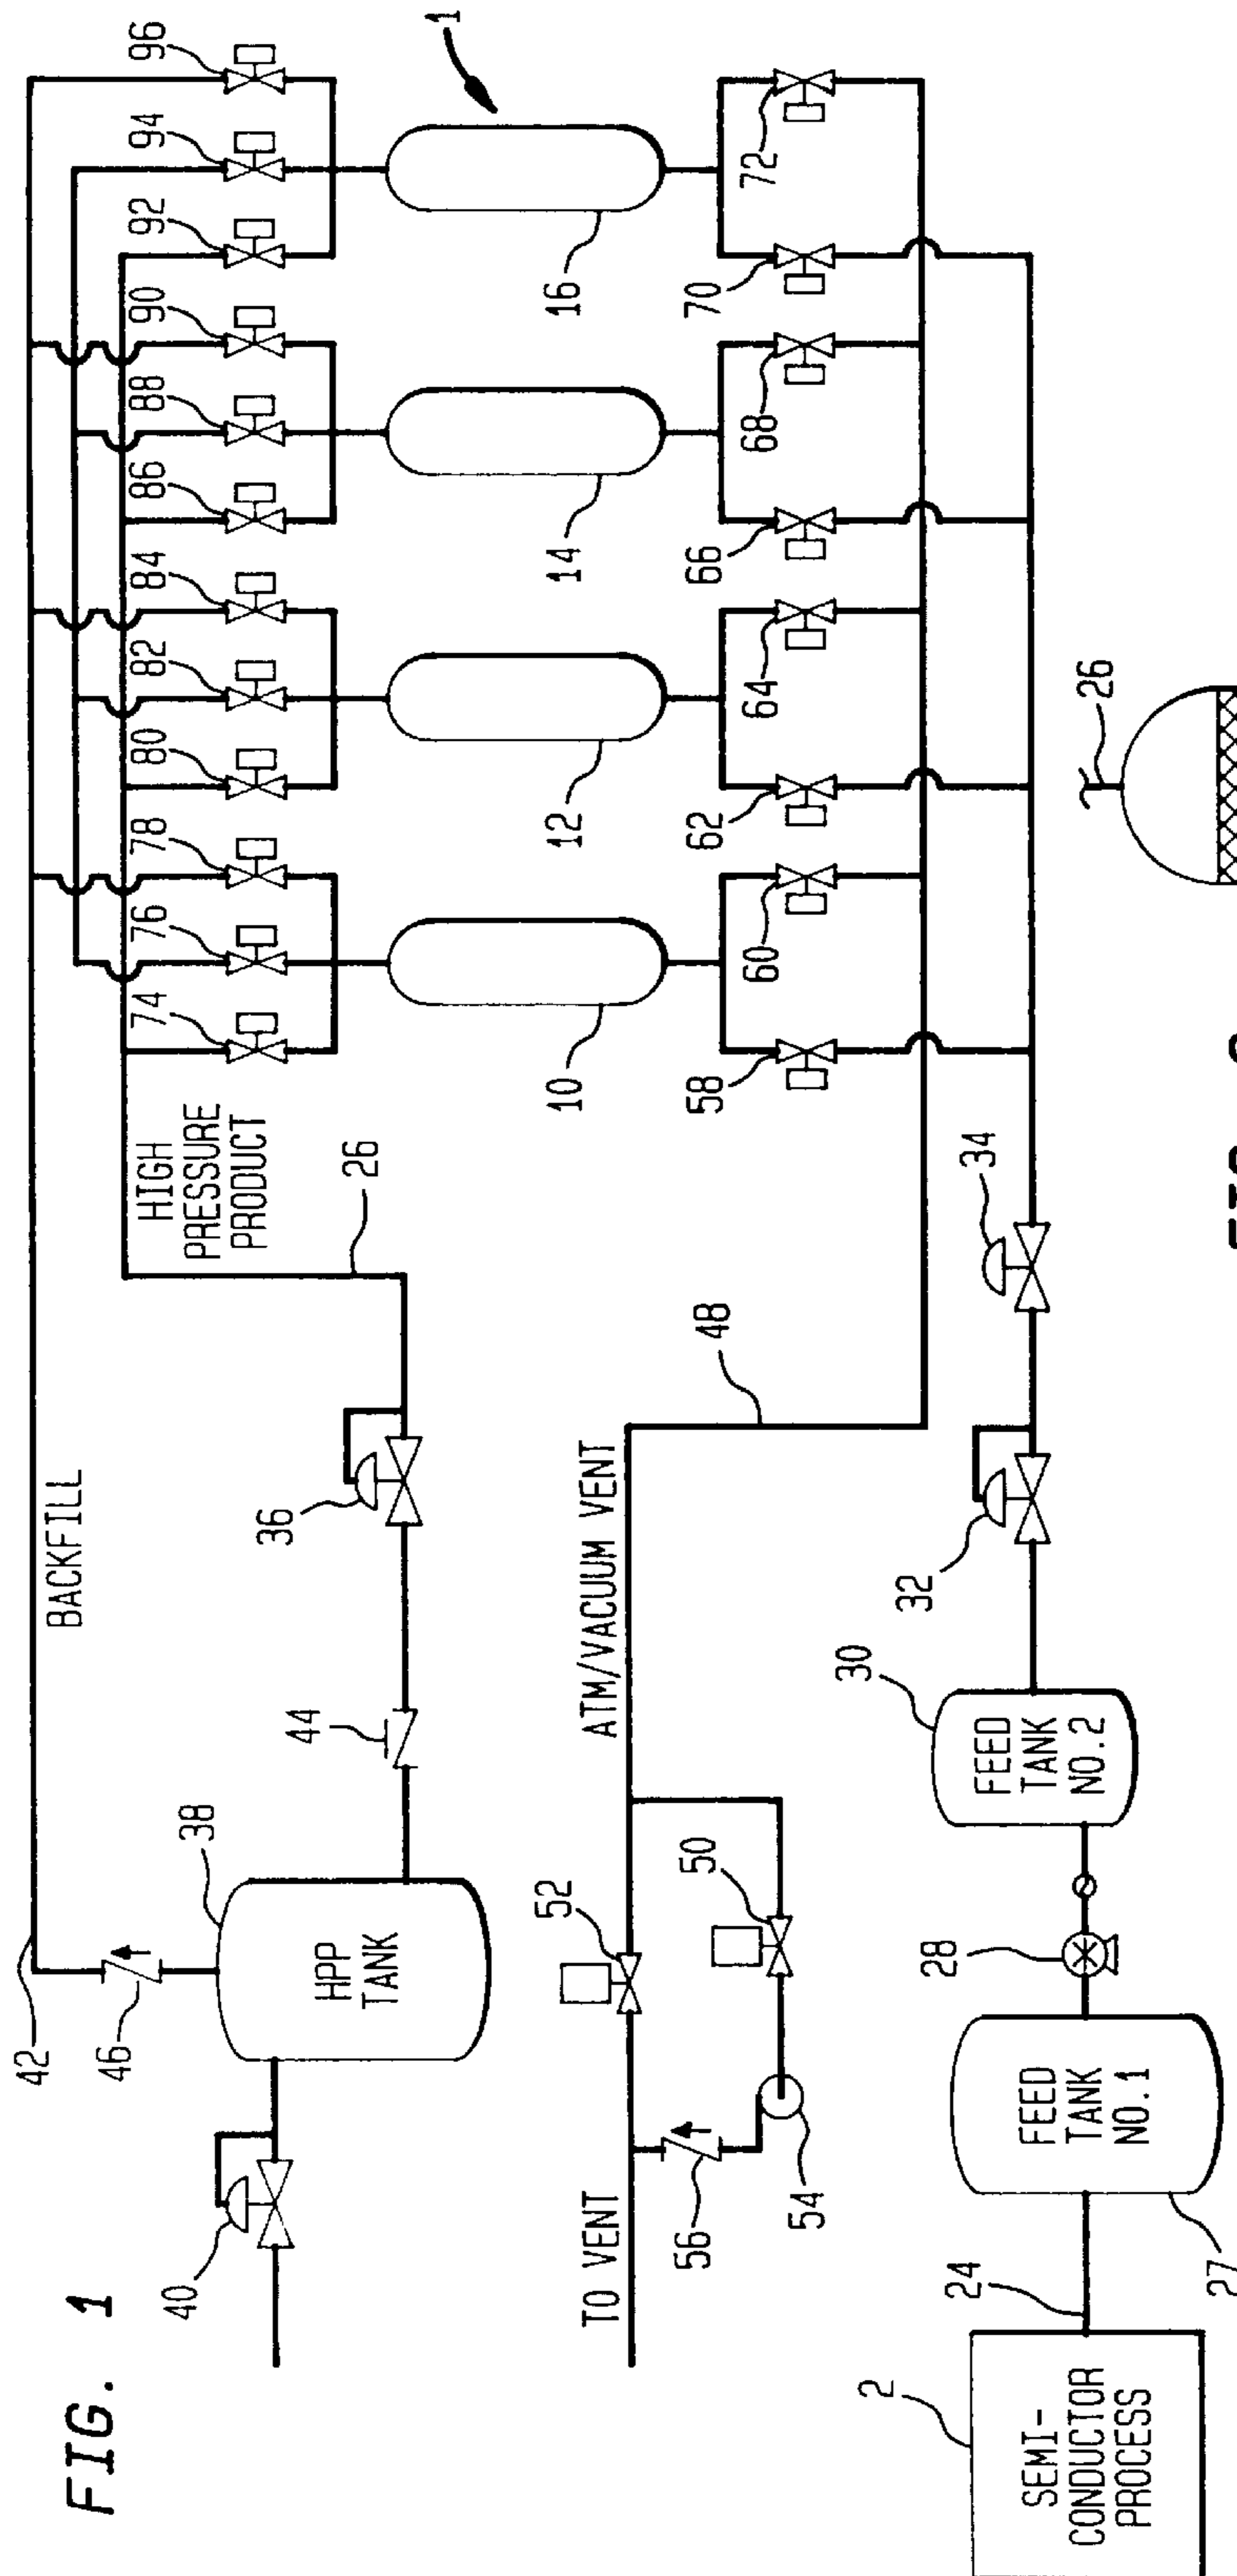 FIG. 1
42
BACKFILL
46
38
HPP
TANK
40
44
36
26
HIGH
PRESSURE
PRODUCT
74
76
78
80
82
84
86
88
90
92
94
96
1
10
12
14
16
58
60
62
64
66
68
70
72
TO VENT
52
ATM/VACUUM VENT
48
50
54
56
2
SEMI-
CONDUCTOR
PROCESS
24
27
FEED
TANK
NO.1
28
30
FEED
TANK
NO.2
32
34
26